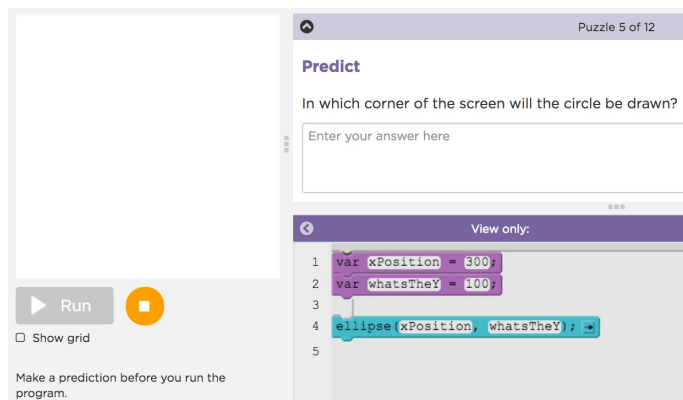 Puzzle 5 of 12
Predict
In which corner of the screen will the circle be drawn?
Enter your answer here
View only:
1 var xPosition = 300;
2 var whatsTheY = 100;
3
4 ellipse(xPosition, whatsTheY);
5
Run
Show grid
Make a prediction before you run the
program.